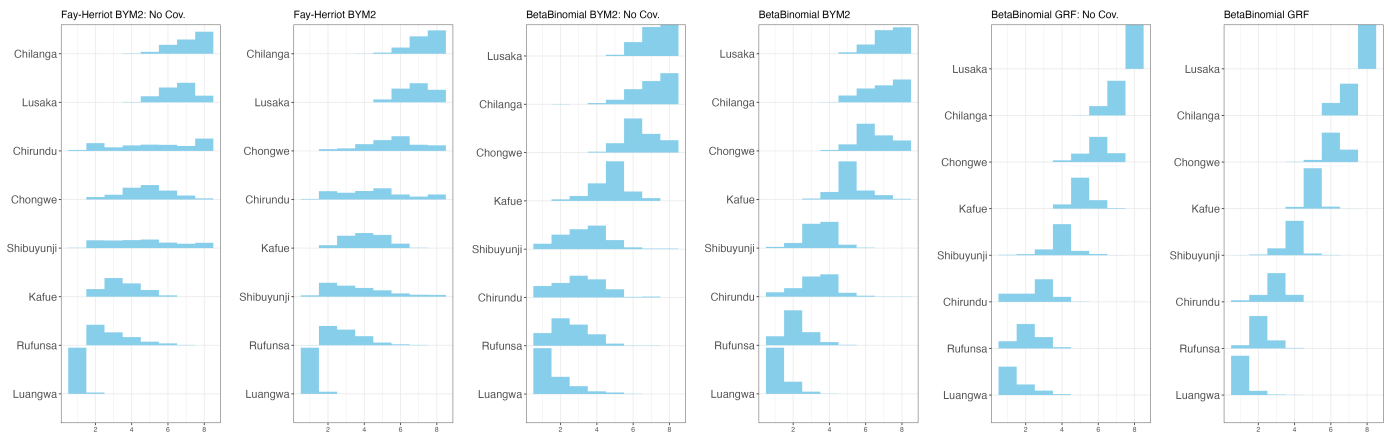 Fay-Herriot BYM2: No Cov.
Chilanga
Lusaka
Chirundu
Chongwe
Shibuyunji
Kafue
Rufunsa
Luangwa
2 4 6 8
Fay-Herriot BYM2
Chilanga
Lusaka
Chongwe
Chirundu
Kafue
Shibuyunji
Rufunsa
Luangwa
2 4 6 8
BetaBinomial BYM2: No Cov.
Lusaka
Chilanga
Chongwe
Kafue
Shibuyunji
Chirundu
Rufunsa
Luangwa
2 4 6 8
BetaBinomial BYM2
Lusaka
Chilanga
Chongwe
Kafue
Shibuyunji
Chirundu
Rufunsa
Luangwa
2 4 6 8
BetaBinomial GRF: No Cov.
Lusaka
Chilanga
Chongwe
Kafue
Shibuyunji
Chirundu
Rufunsa
Luangwa
2 4 6 8
BetaBinomial GRF
Lusaka
Chilanga
Chongwe
Kafue
Shibuyunji
Chirundu
Rufunsa
Luangwa
2 4 6 8